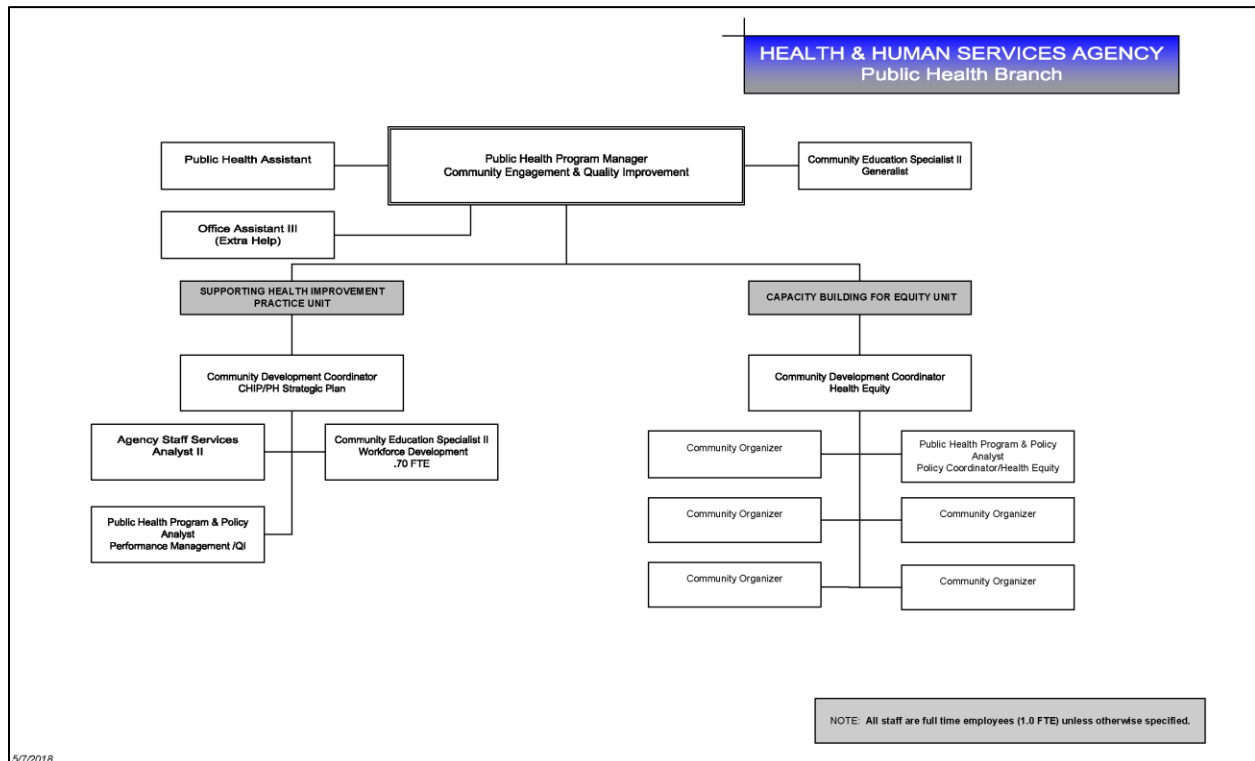 HEALTH & HUMAN SERVICES AGENCY
Public Health Branch
Public Health Assistant
Public Health Program Manager
Community Engagement & Quality Improvement
Community Education Specialist II
Generalist
Office Assistant III
(Extra Help)
SUPPORTING HEALTH IMPROVEMENT
PRACTICE UNIT
CAPACITY BUILDING FOR EQUITY UNIT
Community Development Coordinator
CHIP/PH Strategic Plan
Community Development Coordinator
Health Equity
Agency Staff Services
Analyst II
Community Education Specialist II
Workforce Development
.70 FTE
Community Organizer
Public Health Program & Policy
Analyst
Policy Coordinator/Health Equity
Public Health Program & Policy
Analyst
Performance Management /QI
Community Organizer
Community Organizer
Community Organizer
Community Organizer
NOTE: All staff are full time employees (1.0 FTE) unless otherwise specified.
5/7/2018